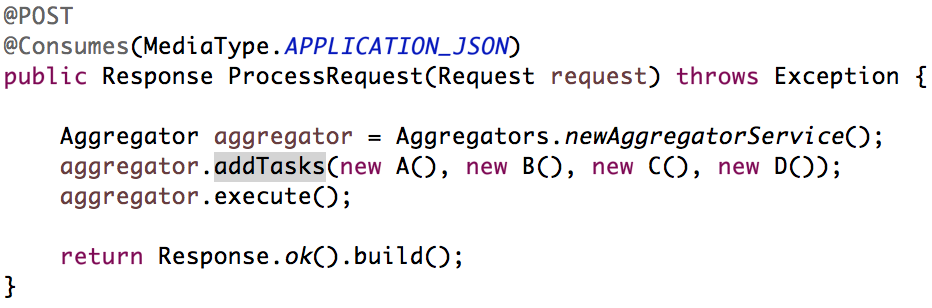 @POST
@Consumes(MediaType.APPLICATION_JSON)
public Response ProcessRequest(Request request) throws Exception {
Aggregator aggregator = Aggregators.newAggregatorService();
aggregator.addTasks(new A(), new B(), new C(), new D());
aggregator.execute();
return Response.ok().build();
}